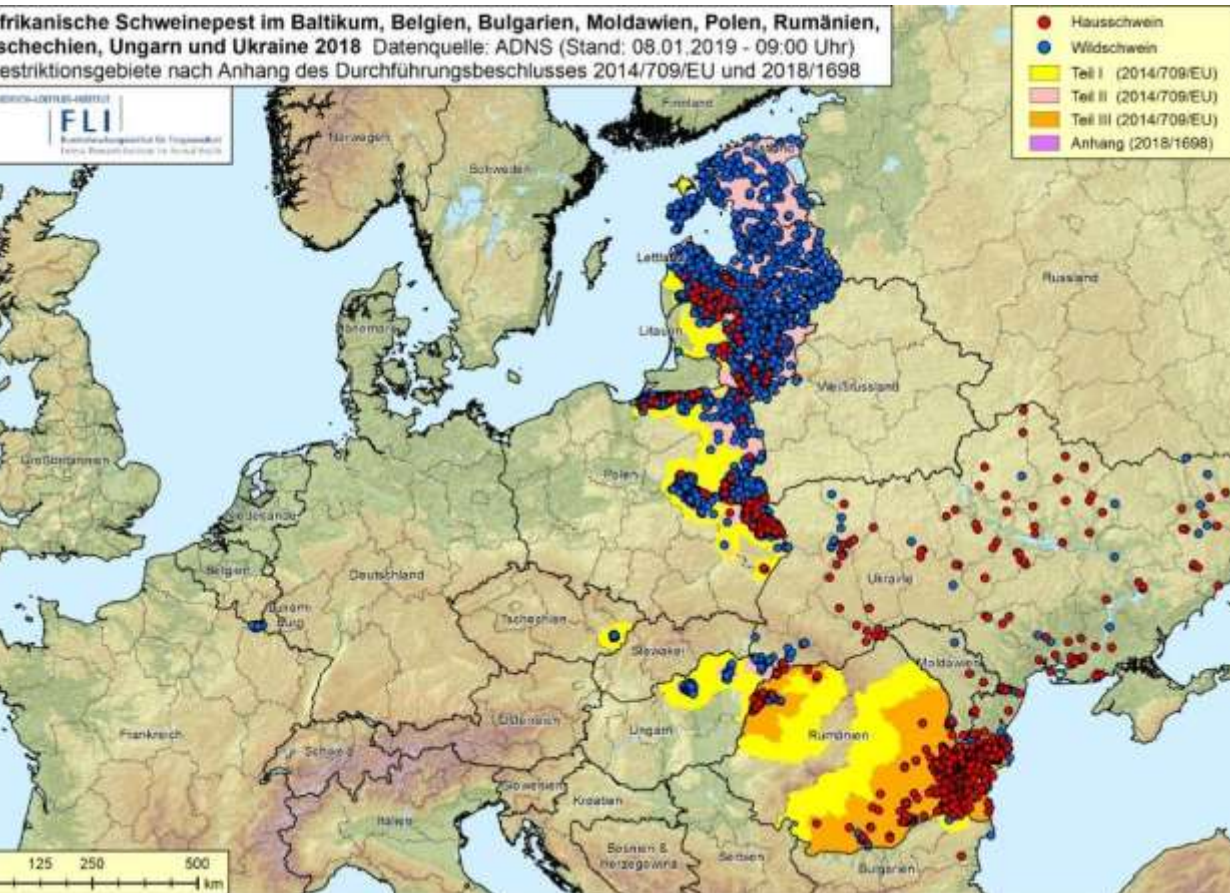 frikanische Schweinepest im Baltikum, Belgien, Bulgarien, Moldawien, Polen, Rumänien,
schechien, Ungarn und Ukraine 2018 Datenquelle: ADNS (Stand: 08.01.2019 - 09:00 Uhr)
estriktionsgebiete nach Anhang des Durchführungsbeschlusses 2014/709/EU und 2018/1698
FLI
Hausschwein
Wildschwein
Teil I (2014/709/EU)
Teil II (2014/709/EU)
Teil III (2014/709/EU)
Anhang (2018/1698)
Finnland
Norwegen
Schweden
Lettland
Russland
Dänemark
Litauen
Weißrussland
Großbritannien
Polen
Niederlande
Belgien
Deutschland
Ukraine
Tschechien
Slowakei
Moldawien
Frankreich
Österreich
Ungarn
Rumänien
Schweiz
Slowenien
Kroatien
Italien
Bosnien &
Herzegowina
Serbien
Bulgarien
125 250 500
km